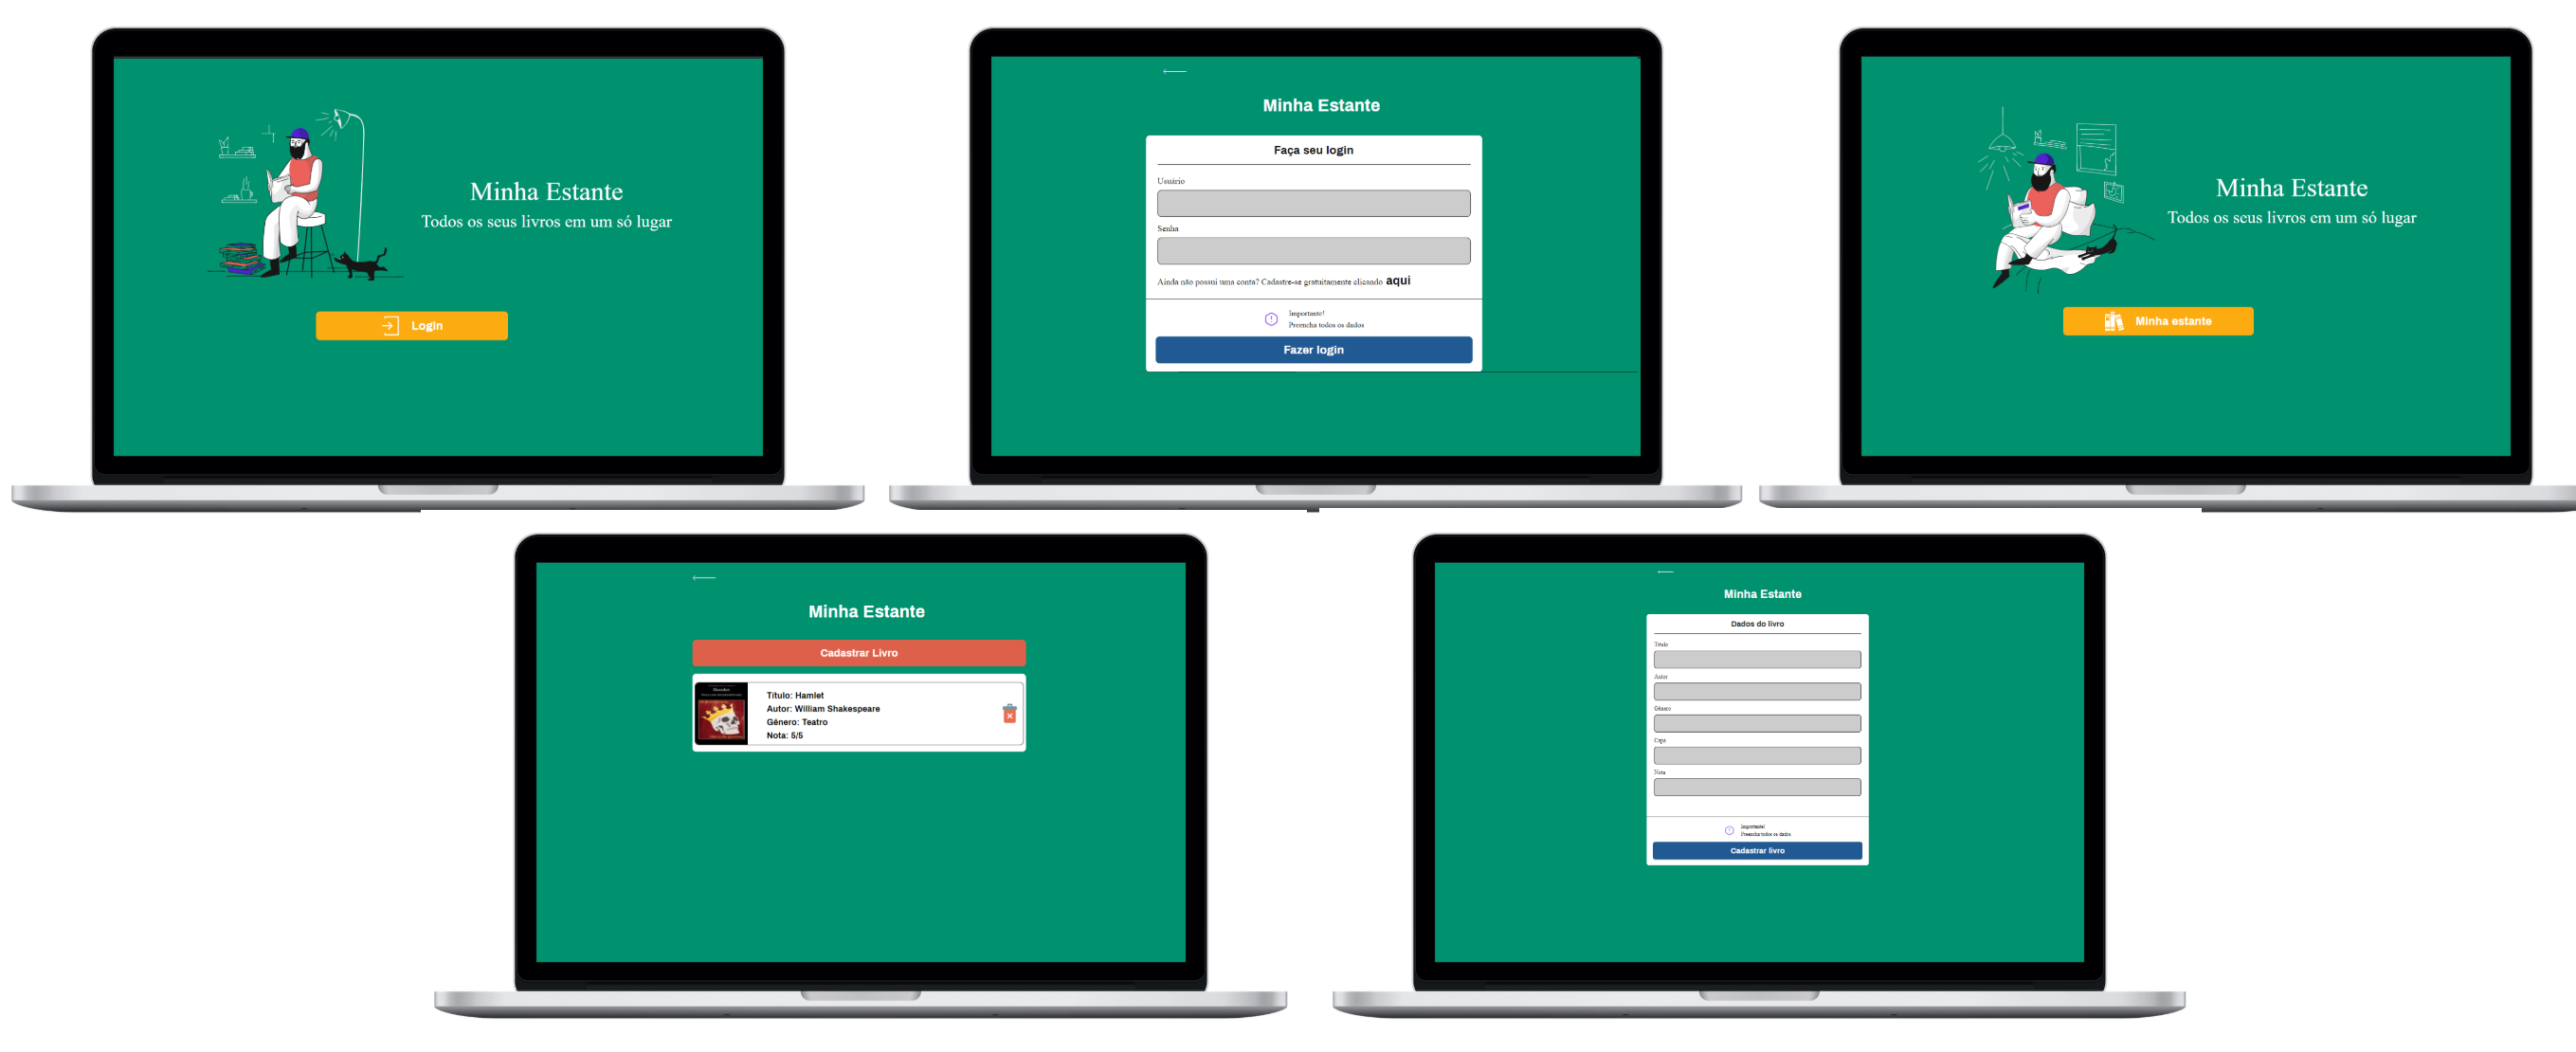 Minha Estante
Todos os seus livros em um só lugar
Login
Minha Estante
Faça seu login
Usuário
Senha
Ainda não possui uma conta? Cadastre-se gratuitamente clicando aqui
Importante!
Preencha todos os dados
Fazer login
Minha Estante
Todos os seus livros em um só lugar
Minha estante
Minha Estante
Cadastrar Livro
Hamlet
WILLIAM SHAKESPEARE
Título: Hamlet
Autor: William Shakespeare
Gênero: Teatro
Nota: 5/5
Minha Estante
Dados do livro
Título
Autor
Gênero
Capa
Nota
Importante!
Preencha todos os dados
Cadastrar livro